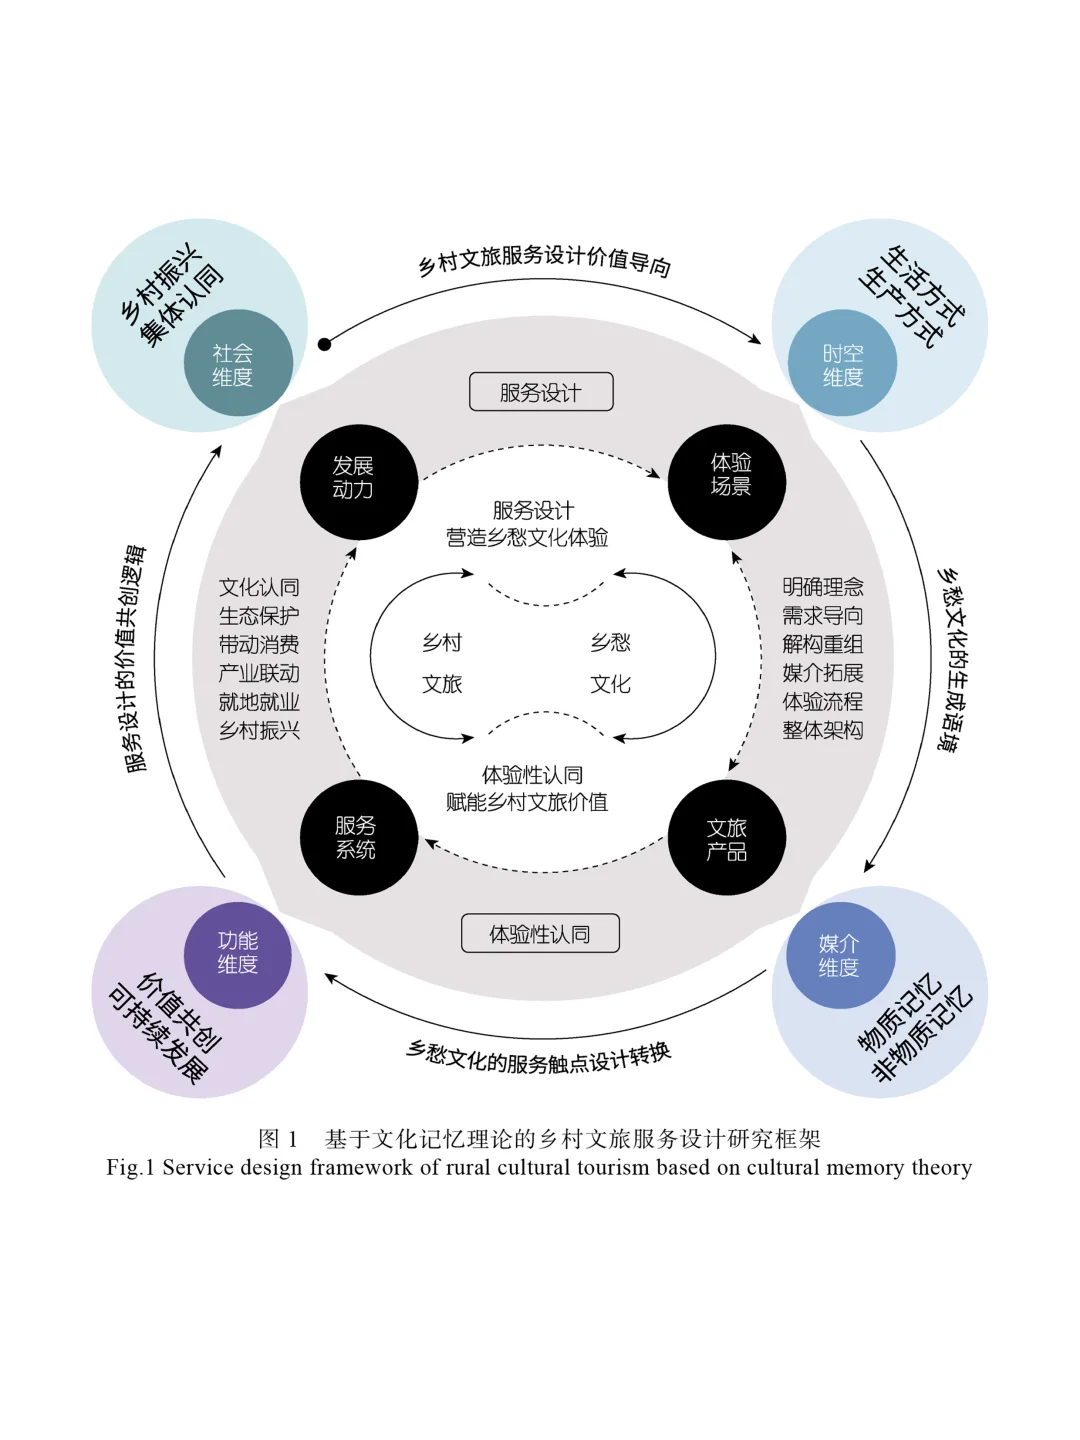 乡村文旅服务设计价值导向
乡村振兴
集体认同
社会
维度
生活方式
生产方式
时空
维度
服务设计
发展
动力
体验
场景
服务设计
营造乡愁文化体验
服务设计的价值共创逻辑
文化认同
生态保护
带动消费
产业联动
就地就业
乡村振兴
乡村
文旅
乡愁
文化
明确理念
需求导向
解构重组
媒介拓展
体验流程
整体架构
乡愁文化的生成语境
体验性认同
赋能乡村文旅价值
服务
系统
文旅
产品
体验性认同
功能
维度
价值共创
可持续发展
媒介
维度
物质记忆
非物质记忆
乡愁文化的服务触点设计转换
图 1 基于文化记忆理论的乡村文旅服务设计研究框架
Fig.1 Service design framework of rural cultural tourism based on cultural memory theory